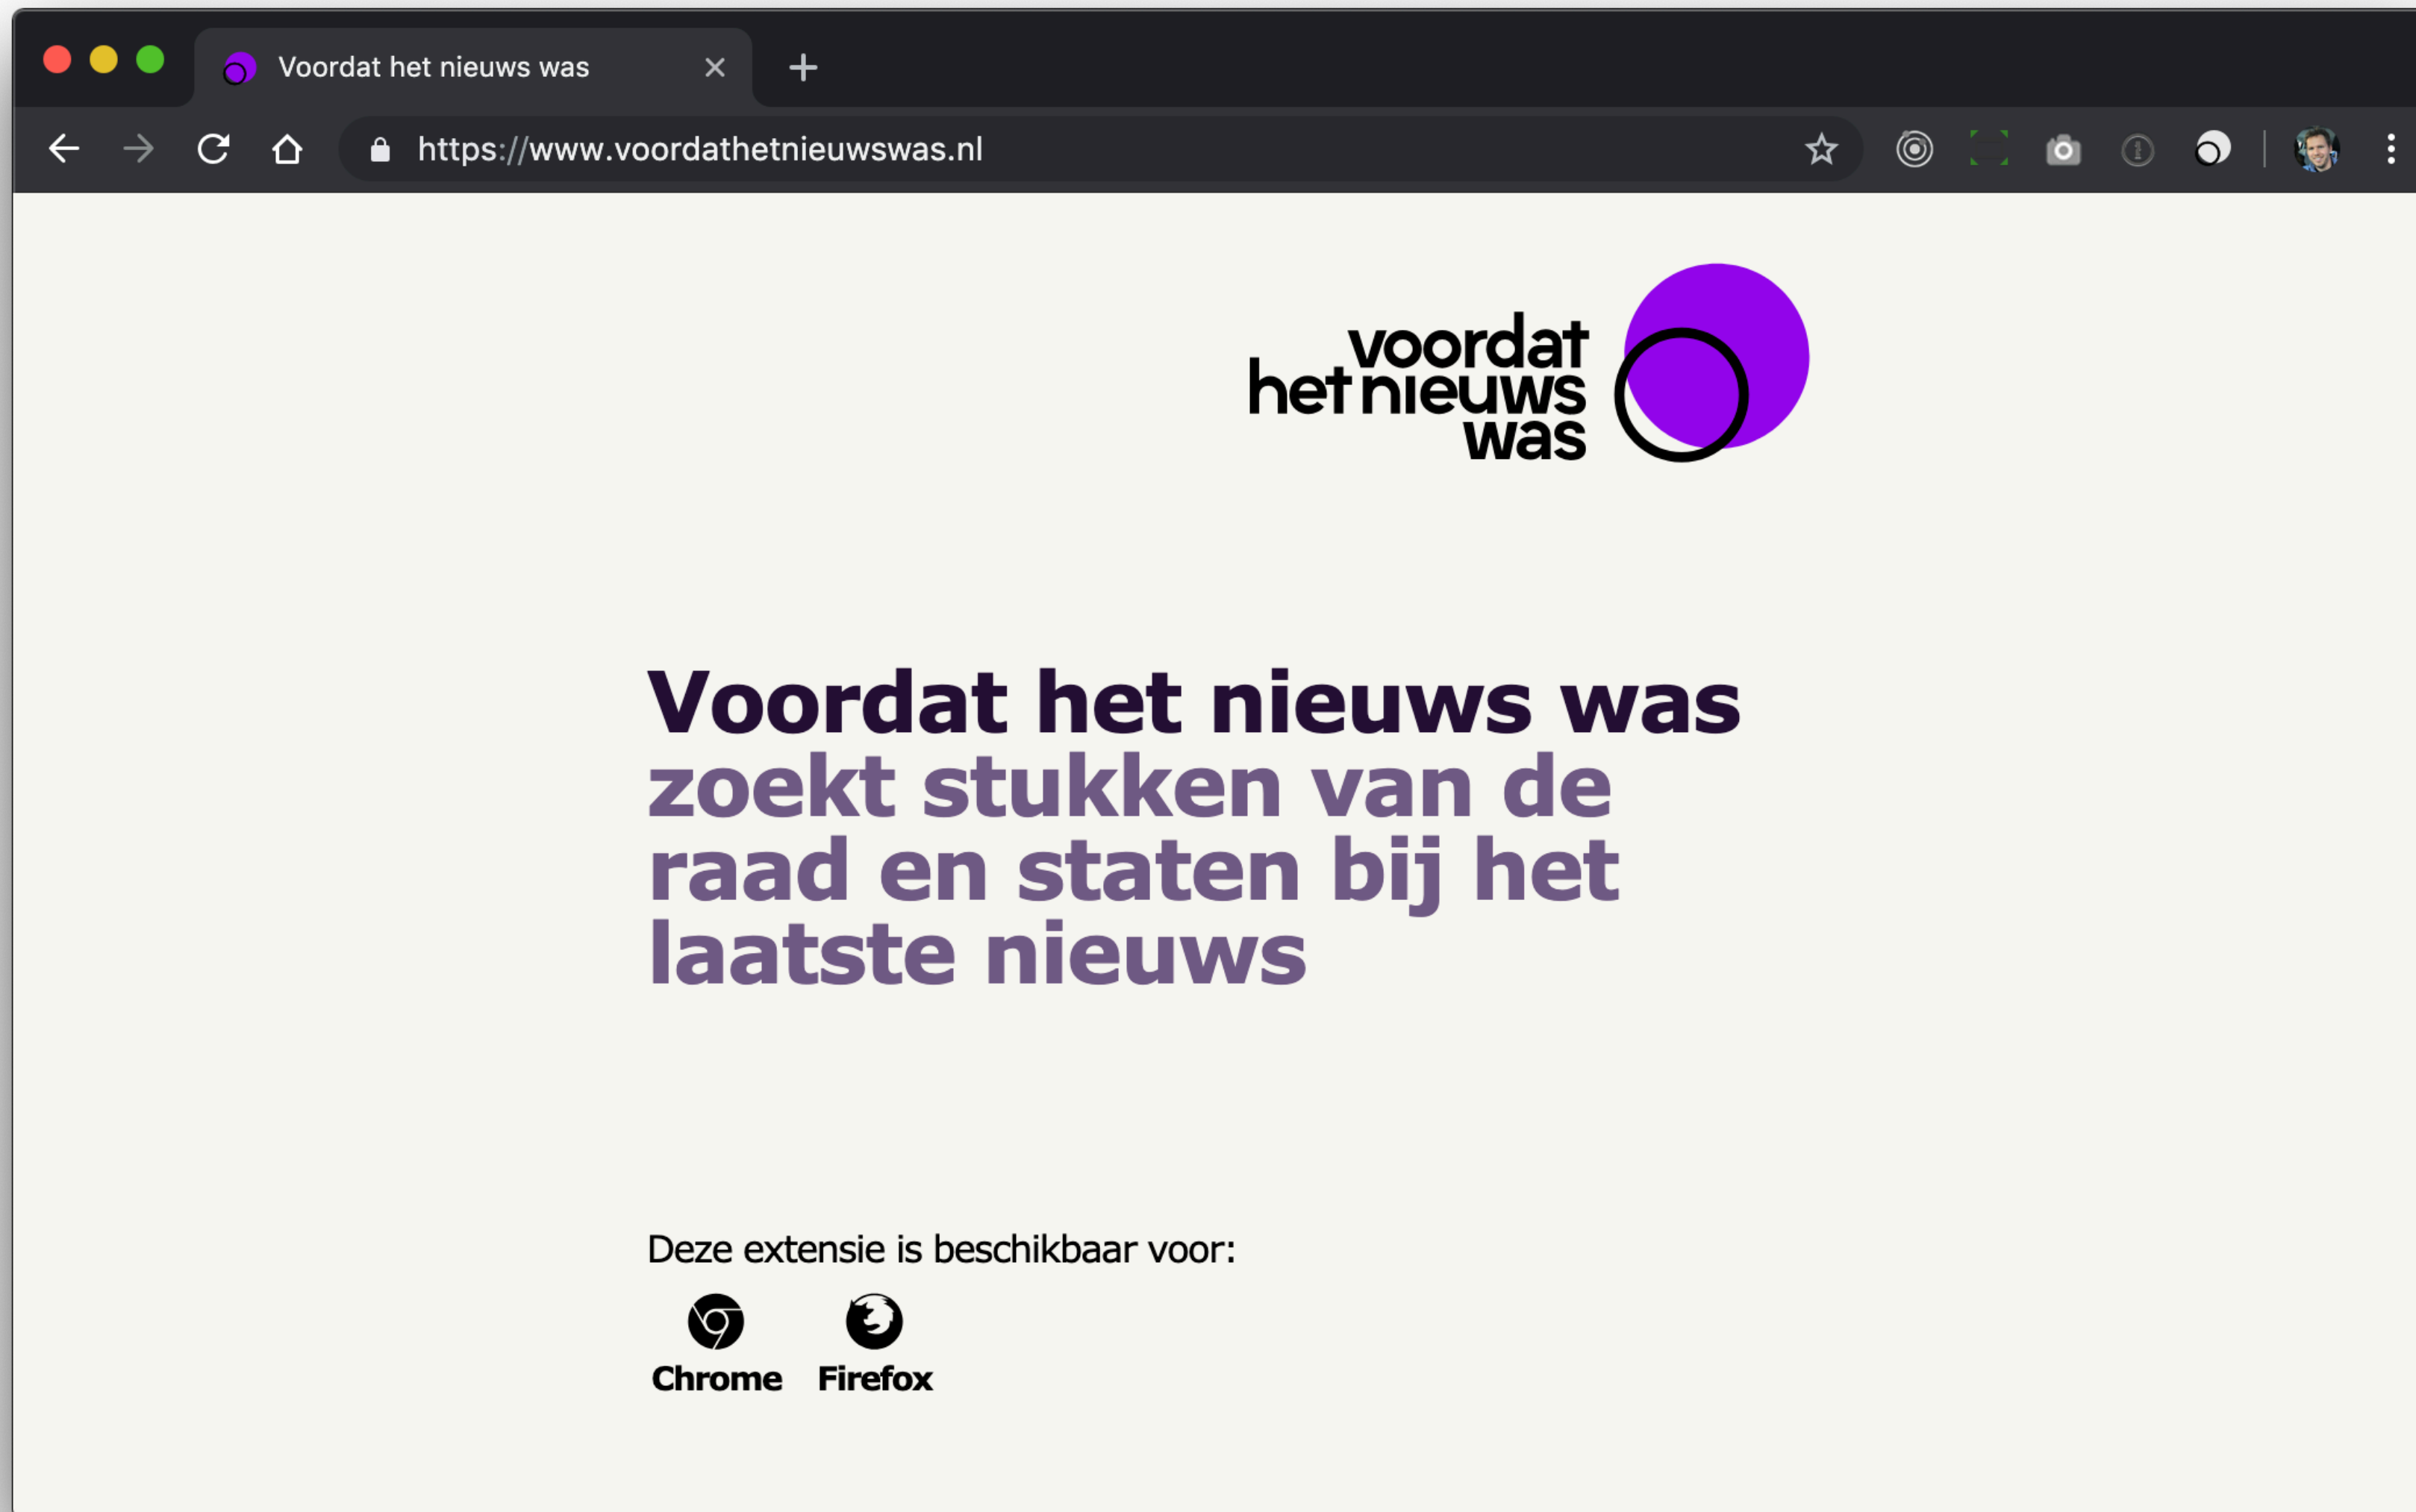 Voordat het nieuws was
https://www.voordathetnieuwswas.nl
voordat
het nieuws
was
Voordat het nieuws was
zoekt stukken van de
raad en staten bij het
laatste nieuws
Deze extensie is beschikbaar voor:
Chrome Firefox